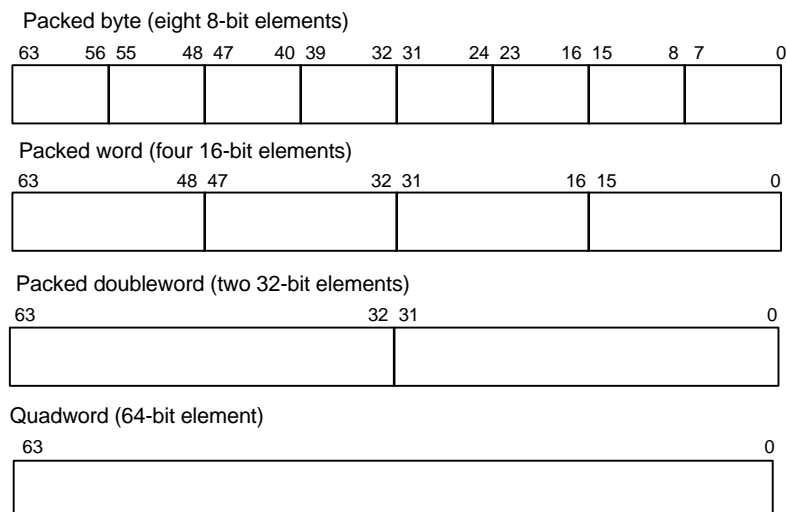 Packed byte (eight 8-bit elements)
63 56 55 48 47 40 39 32 31 24 23 16 15 8 7 0
Packed word (four 16-bit elements)
63 48 47 32 31 16 15 0
Packed doubleword (two 32-bit elements)
63 32 31 0
Quadword (64-bit element)
63 0